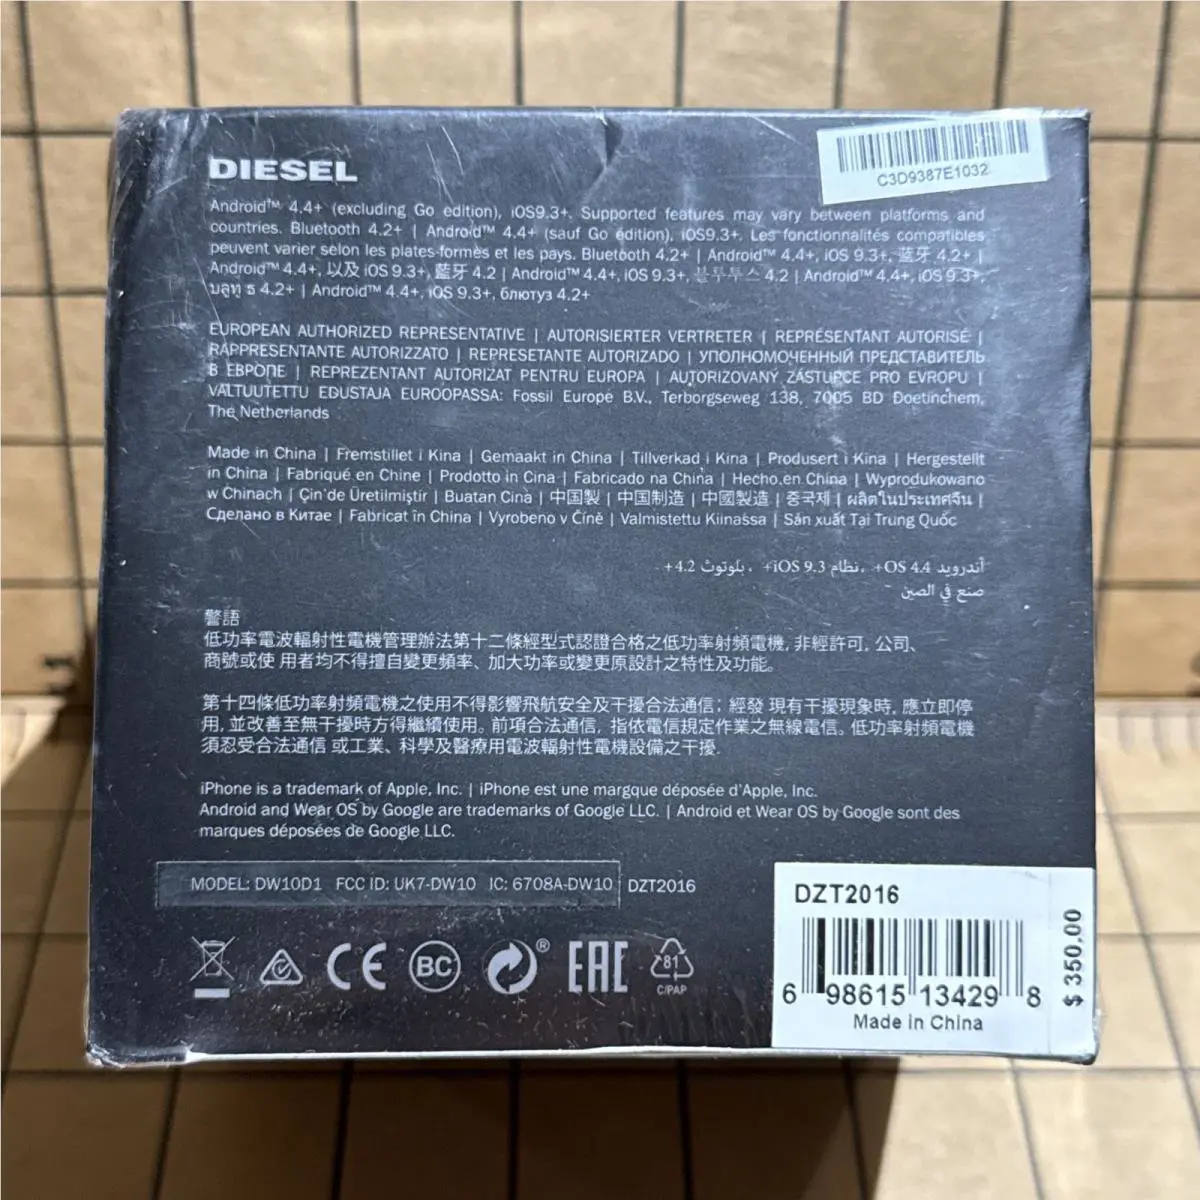 DIESEL
C3D9387E1032
Android™ 4.4+ (excluding Go edition), iOS9.3+. Supported features may vary between platforms and
countries. Bluetooth 4.2+ | Android™ 4.4+ (sauf Go édition), iOS9.3+. Les fonctionnalités compatibles
peuvent varier selon les plates-formes et les pays. Bluetooth 4.2+ | Android™ 4.4+, iOS 9.3+, 蓝牙 4.2+ |
Android™ 4.4+, 以及 iOS 9.3+, 藍牙 4.2 | Android™ 4.4+, iOS 9.3+, 블루투스 4.2 | Android™ 4.4+, iOS 9.3+,
บลูทู ธ 4.2+ | Android™ 4.4+, iOS 9.3+, блютуз 4.2+
EUROPEAN AUTHORIZED REPRESENTATIVE | AUTORISIERTER VERTRETER | REPRÉSENTANT AUTORISÉ |
RAPPRESENTANTE AUTORIZZATO | REPRESETANTE AUTORIZADO | УПОЛНОМОЧЕННЫЙ ПРЕДСТАВИТЕЛЬ
В ЕВРОПЕ | REPREZENTANT AUTORIZAT PENTRU EUROPA | AUTORIZOVANÝ ZÁSTUPCE PRO EVROPU |
VALTUUTETTU EDUSTAJA EUROOPASSA: Fossil Europe B.V., Terborgseweg 138, 7005 BD Doetinchem,
The Netherlands
Made in China | Fremstillet i Kina | Gemaakt in China | Tillverkad i Kina | Produsert i Kina | Hergestellt
in China | Fabriqué en Chine | Prodotto in Cina | Fabricado na China | Hecho en China | Wyprodukowano
w Chinach | Çin'de Üretilmiştir | Buatan Cina | 中国製 | 中国制造 | 中國製造 | 중국제 | ผลิตในประเทศจีน |
Сделано в Китае | Fabricat în China | Vyrobeno v Číně | Valmistettu Kiinassa | Sản xuất Tại Trung Quốc
أندرويد OS 4.4+ ،نظام iOS 9.3+ ، بلوتوث 4.2+
صنع في الصين
警語
低功率電波輻射性電機管理辦法第十二條經型式認證合格之低功率射頻電機, 非經許可, 公司、
商號或使 用者均不得擅自變更頻率、加大功率或變更原設計之特性及功能。
第十四條低功率射頻電機之使用不得影響飛航安全及干擾合法通信; 經發 現有干擾現象時, 應立即停
用, 並改善至無干擾時方得繼續使用。前項合法通信, 指依電信規定作業之無線電信。低功率射頻電機
須忍受合法通信 或工業、科學及醫療用電波輻射性電機設備之干擾.
iPhone is a trademark of Apple, Inc. | iPhone est une margque déposée d'Apple, Inc.
Android and Wear OS by Google are trademarks of Google LLC. | Android et Wear OS by Google sont des
marques déposées de Google LLC.
MODEL: DW10D1 FCC ID: UK7-DW10 IC: 6708A-DW10 DZT2016
CE BC ® EAC 81
C/PAP
DZT2016
6 98615 13429 8
Made in China
$ 350.00